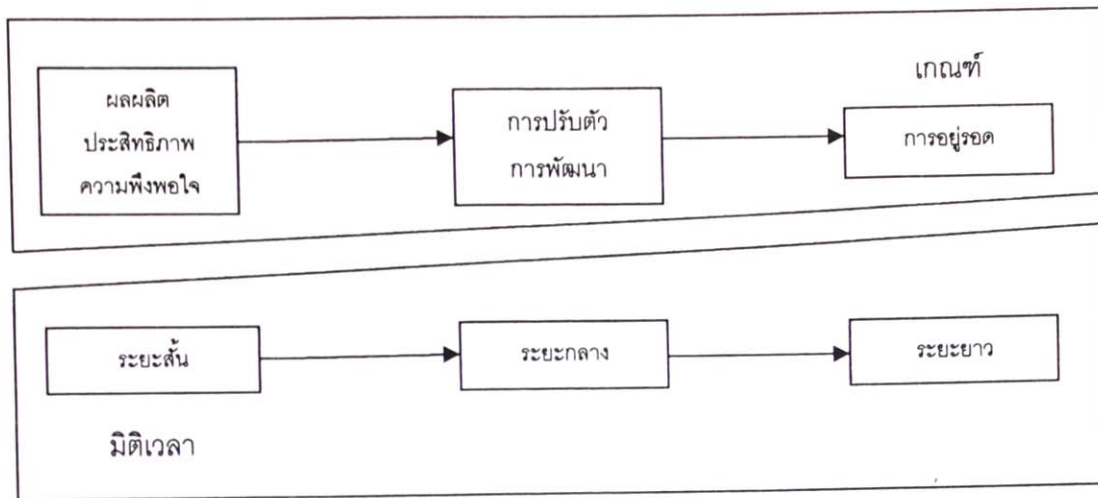 เกณฑ์
ผลผลิต
ประสิทธิภาพ
ความพึงพอใจ
การปรับตัว
การพัฒนา
การอยู่รอด
ระยะสั้น
ระยะกลาง
ระยะยาว
มิติเวลา